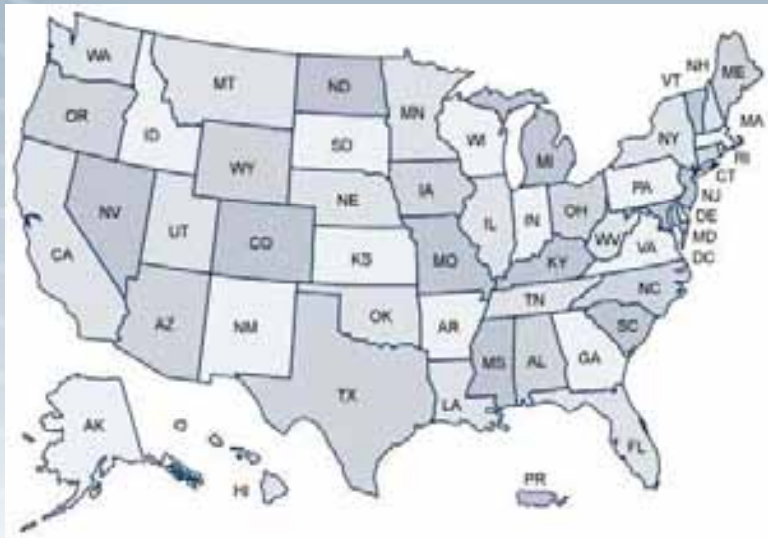 WA
MT
ND
MN
VT
NH
ME
OR
ID
SD
WI
MI
NY
MA
RI
CT
WY
NE
IA
PA
NJ
NV
UT
CO
IL
IN
OH
DE
MD
DC
CA
KS
MO
WV
VA
KY
NC
AZ
NM
OK
AR
TN
SC
TX
LA
MS
AL
GA
FL
AK
HI
PR